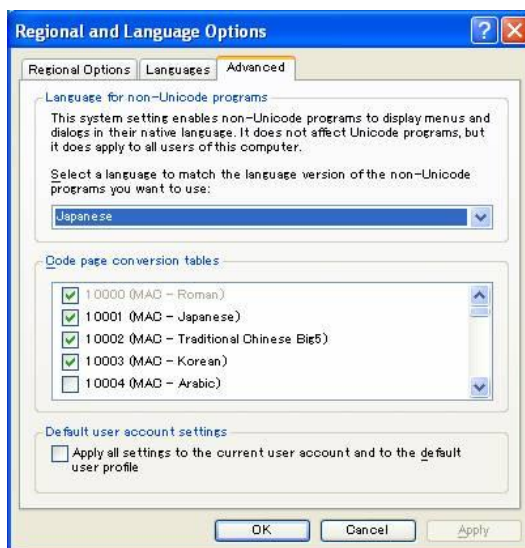 Regional and Language Options
Regional Options Languages Advanced
Language for non-Unicode programs
This system setting enables non-Unicode programs to display menus and
dialogs in their native language. It does not affect Unicode programs, but
it does apply to all users of this computer.
Select a language to match the language version of the non-Unicode
programs you want to use:
Japanese
Code page conversion tables
10000 (MAC - Roman)
10001 (MAC - Japanese)
10002 (MAC - Traditional Chinese Big5)
10003 (MAC - Korean)
10004 (MAC - Arabic)
Default user account settings
Apply all settings to the current user account and to the default
user profile
OK Cancel Apply